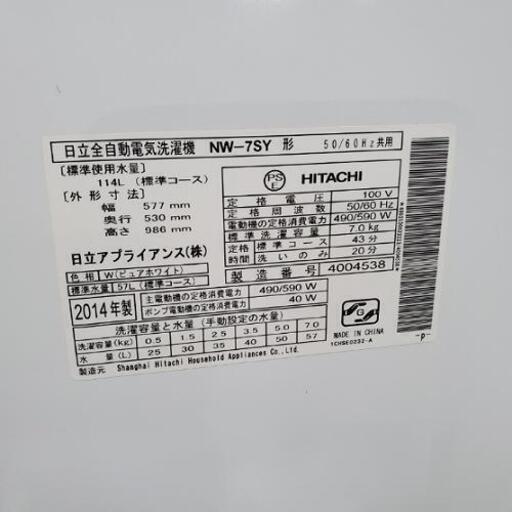 日立全自動電気洗濯機 NW-7SY 形 50/60Hz共用
〔標準使用水量〕
114L (標準コース)
〔外形寸法〕
幅 577 mm
奥行 530 mm
高さ 986 mm
日立アプライアンス(株)
色相 W(ピュアホワイト)
標準水量 57L (標準コース)
PS
E
HITACHI
定格電圧 100 V
定格周波数 50/60 Hz
電動機の定格消費電力 490/590 W
標準洗濯容量 7.0 kg
定格時間 標準コース 43分
洗いのみ 20分
製造番号 4004538
2014年製
主電動機の定格消費電力 490/590 W
ポンプ電動機の定格消費電力 40 W
洗濯容量と水量 (手動設定の水量)
洗濯容量(kg) 0.5 1.5 2.5 3.5 5.0 7.0
水量(L) 25 30 35 40 50 57
製造元 Shanghai Hitachi Household Appliances Co., Ltd.
G
MADE IN CHINA
1CHSE0232-A
-P-